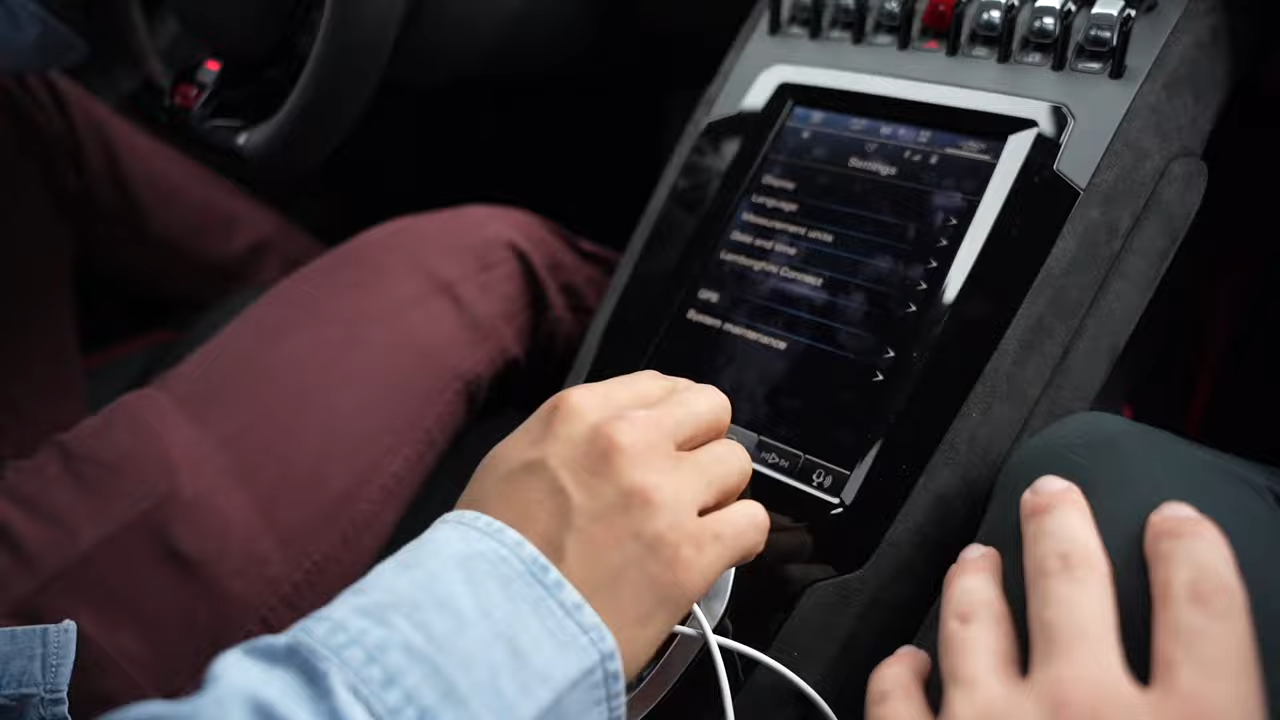 Settings
Display
Language
Measurement units
Date and time
Lamborghini Connect
GPS
System maintenance